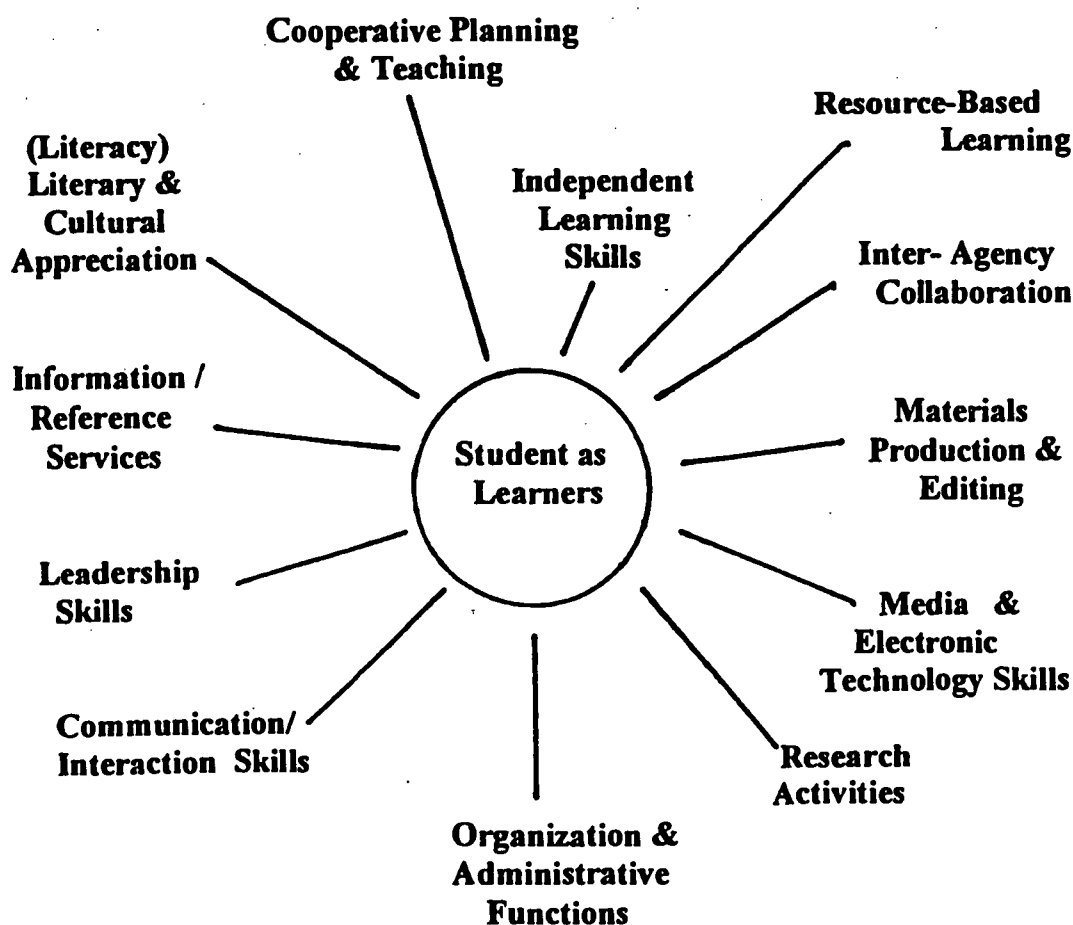 Cooperative Planning
& Teaching
Resource-Based
Learning
(Literacy)
Literary &
Cultural
Appreciation
Independent
Learning
Skills
Inter- Agency
Collaboration
Information /
Reference
Services
Student as
Learners
Materials
Production &
Editing
Leadership
Skills
Media &
Electronic
Technology Skills
Communication/
Interaction Skills
Research
Activities
Organization &
Administrative
Functions